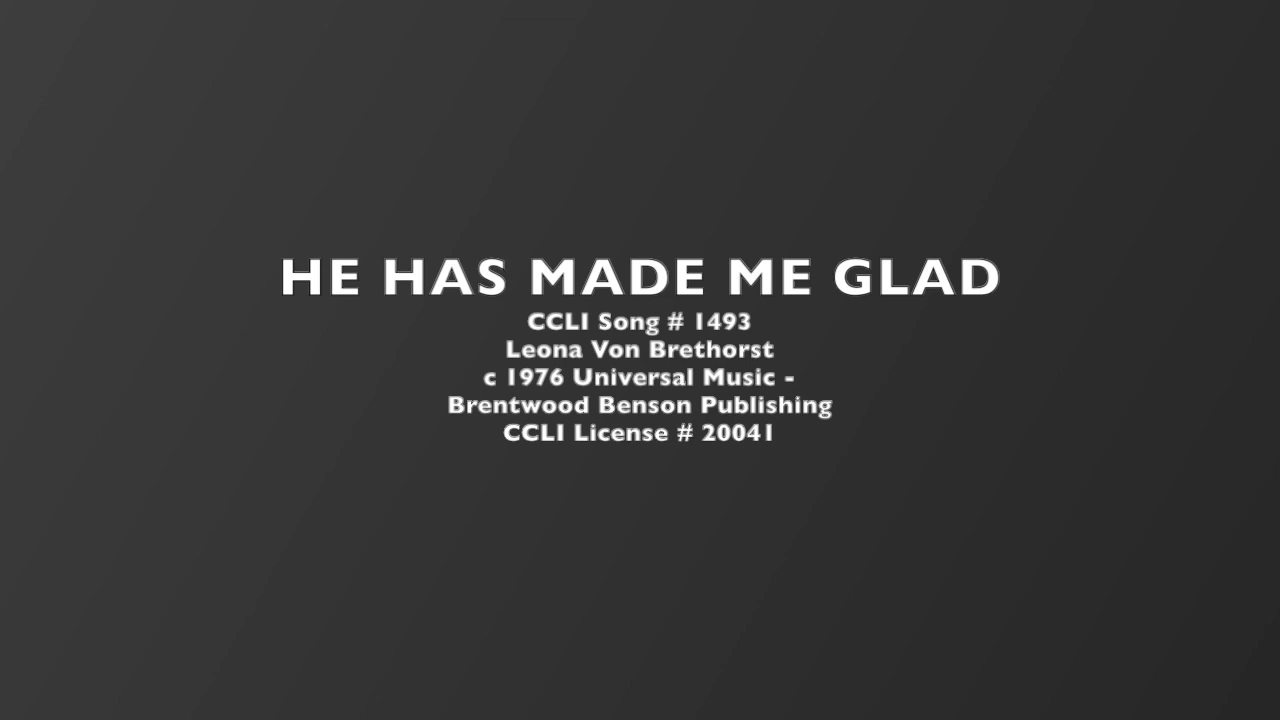 HE HAS MADE ME GLAD
CCLI Song # 1493
Leona Von Brethorst
c 1976 Universal Music -
Brentwood Benson Publishing
CCLI License # 20041